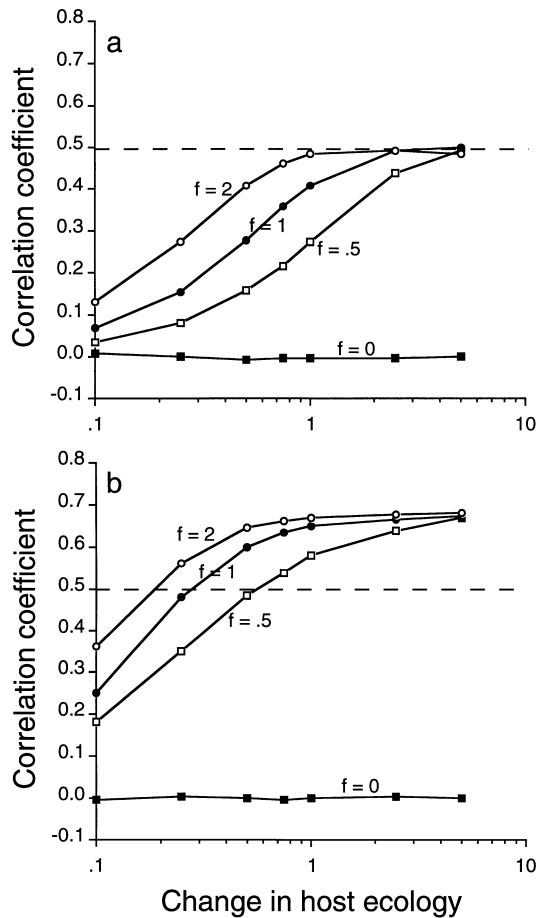 0.8
a
0.7
0.6
0.5
0.4
0.3
0.2
0.1
0.0
-0.1
Correlation coefficient
f = 2
f = 1
f = .5
f = 0
.1
1
10
0.8
b
0.7
0.6
0.5
0.4
0.3
0.2
0.1
0.0
-0.1
Correlation coefficient
f = 2
f = 1
f = .5
f = 0
.1
1
10
Change in host ecology